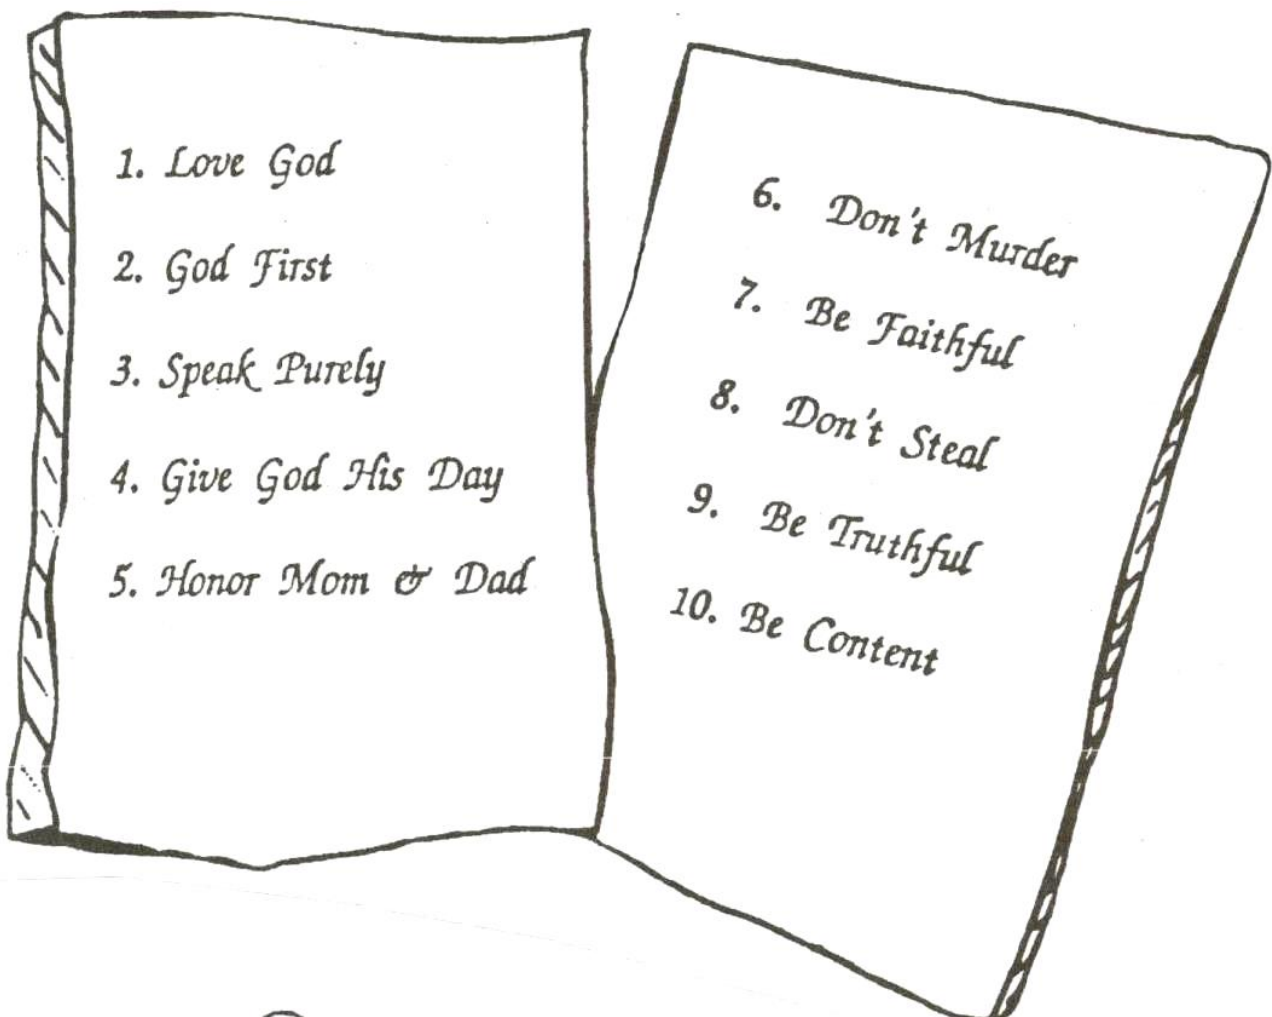 1. Love God
2. God First
3. Speak Purely
4. Give God His Day
5. Honor Mom & Dad
6. Don't Murder
7. Be Faithful
8. Don't Steal
9. Be Truthful
10. Be Content